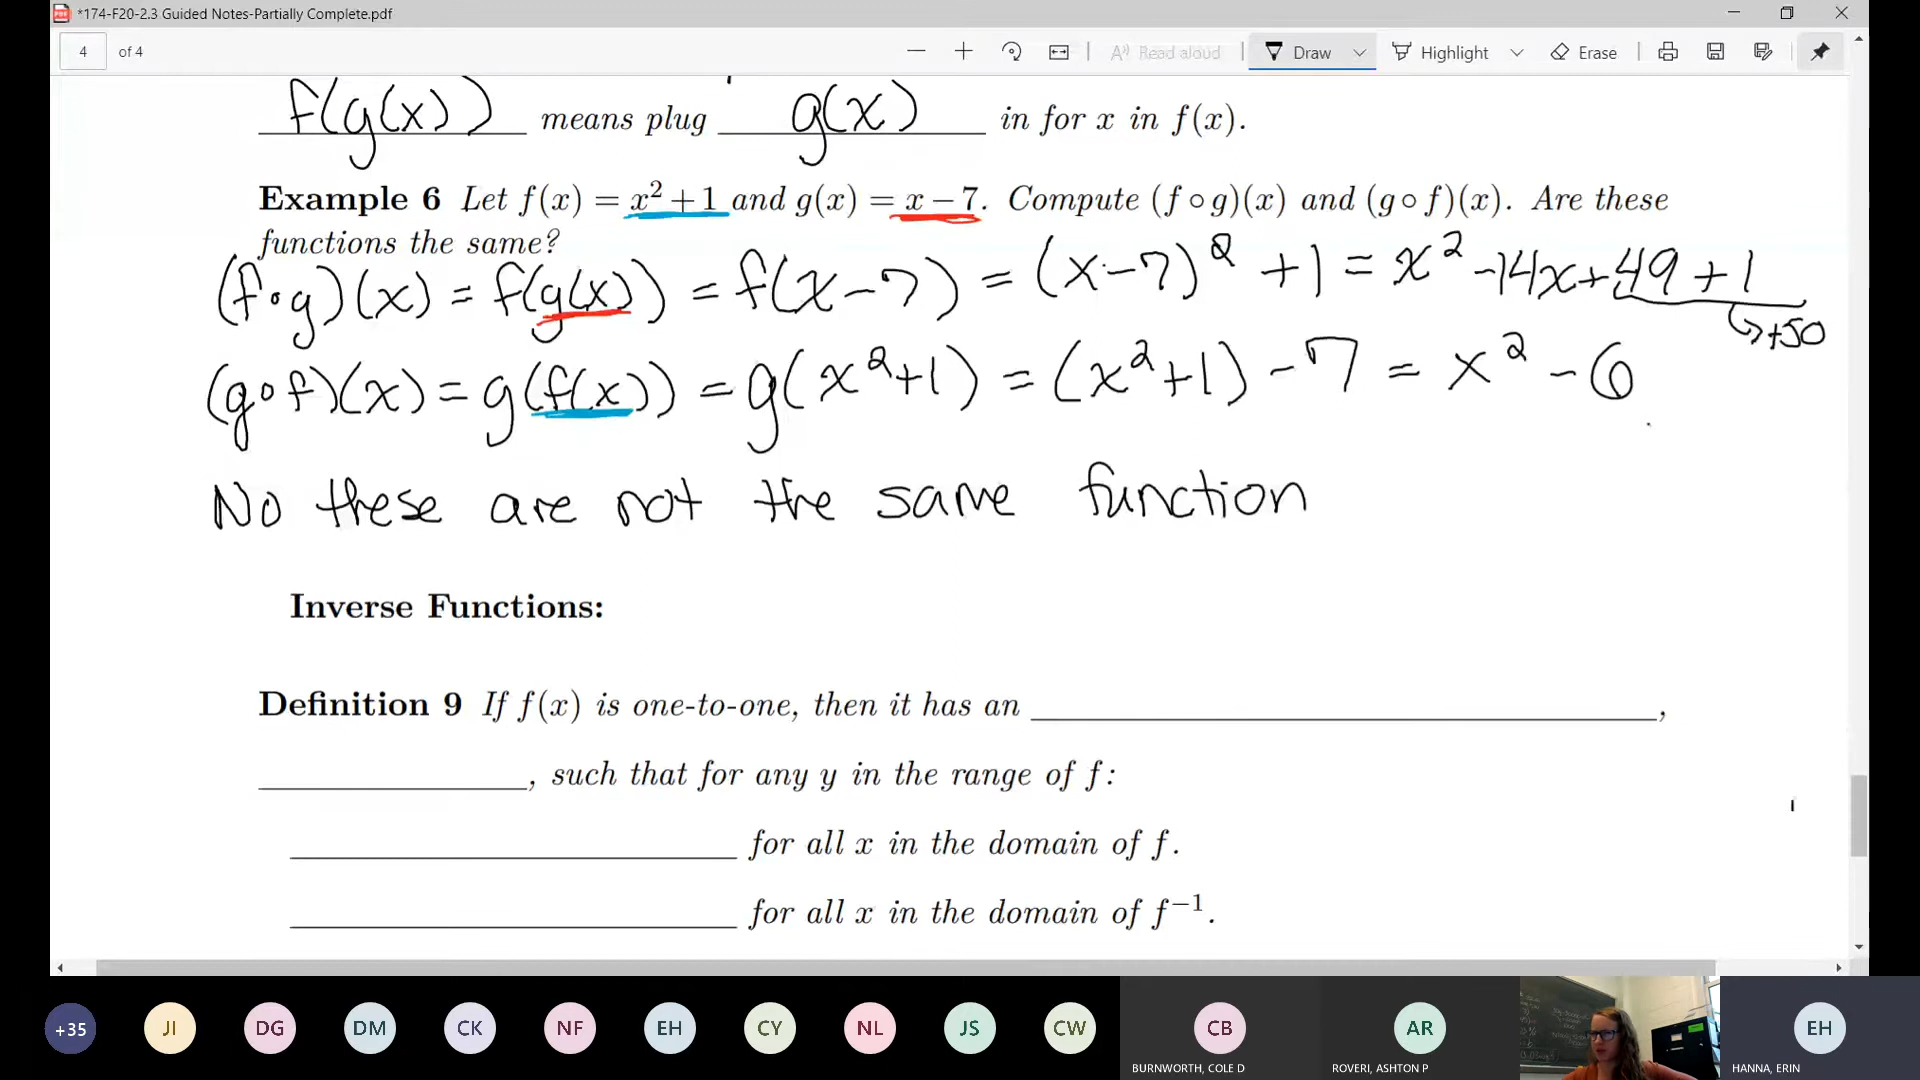 *174-F20-2.3 Guided Notes-Partially Complete.pdf
4 of 4 Read aloud Draw Highlight Erase
f(g(x)) means plug g(x) in for x in f(x).
Example 6 Let f(x) = x² + 1 and g(x) = x − 7. Compute (f ∘ g)(x) and (g ∘ f)(x). Are these
functions the same?
(f∘g)(x) = f(g(x)) = f(x−7) = (x−7)² + 1 = x² −14x + 49 + 1
↳ +50
(g∘f)(x) = g(f(x)) = g(x²+1) = (x²+1) − 7 = x² − 6
No these are not the same function
Inverse Functions:
Definition 9 If f(x) is one-to-one, then it has an ,
, such that for any y in the range of f:
for all x in the domain of f.
for all x in the domain of f⁻¹.
+35 JI DG DM CK NF EH CY NL JS CW CB AR EH
BURNWORTH, COLE D ROVERI, ASHTON P HANNA, ERIN